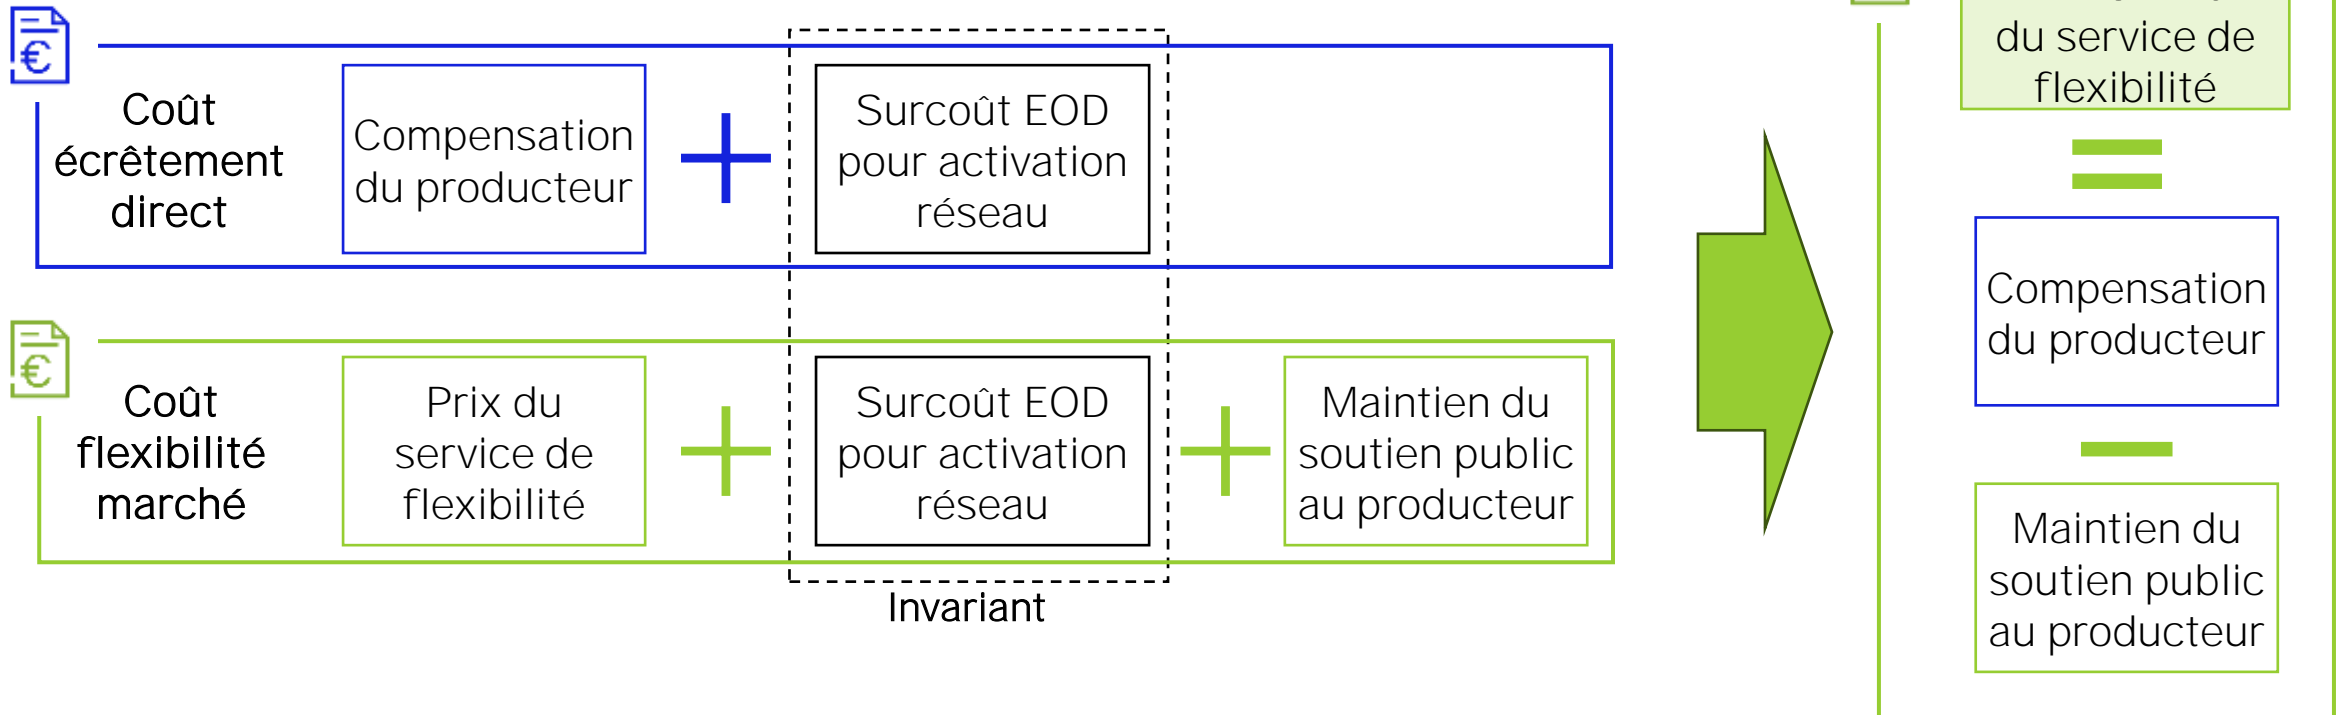 Coût
écrêtement
direct
Compensation
du producteur
Surcoût EOD
pour activation
réseau
Coût
flexibilité
marché
Prix du
service de
flexibilité
Surcoût EOD
pour activation
réseau
Maintien du
soutien public
au producteur
Invariant
du service de
flexibilité
Compensation
du producteur
Maintien du
soutien public
au producteur